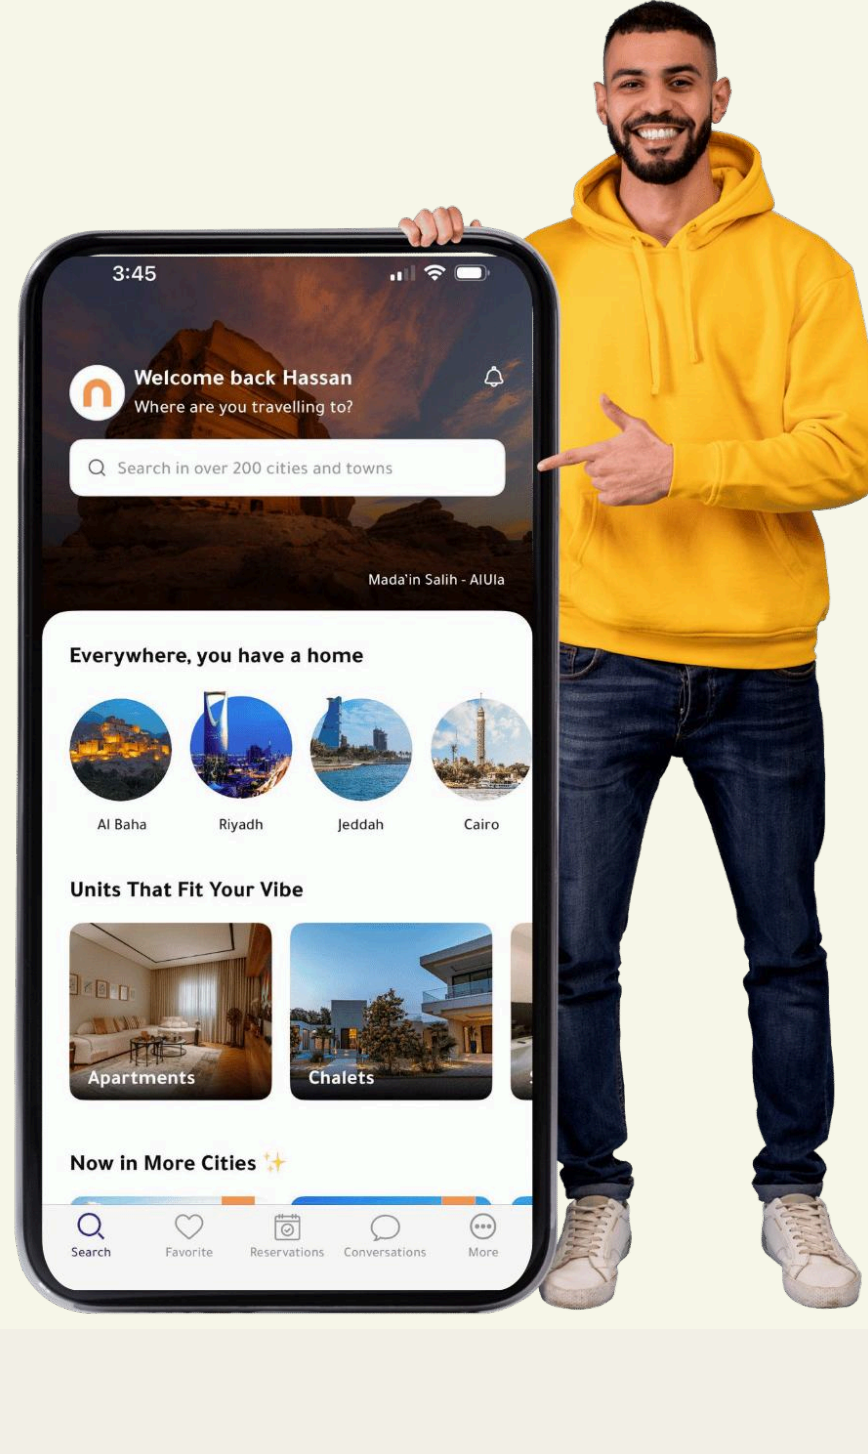 3:45
Welcome back Hassan
Where are you travelling to?
Search in over 200 cities and towns
Mada'in Salih - AlUla
Everywhere, you have a home
Al Baha
Riyadh
Jeddah
Cairo
Units That Fit Your Vibe
Apartments
Chalets
Now in More Cities ✨
Search
Favorite
Reservations
Conversations
More